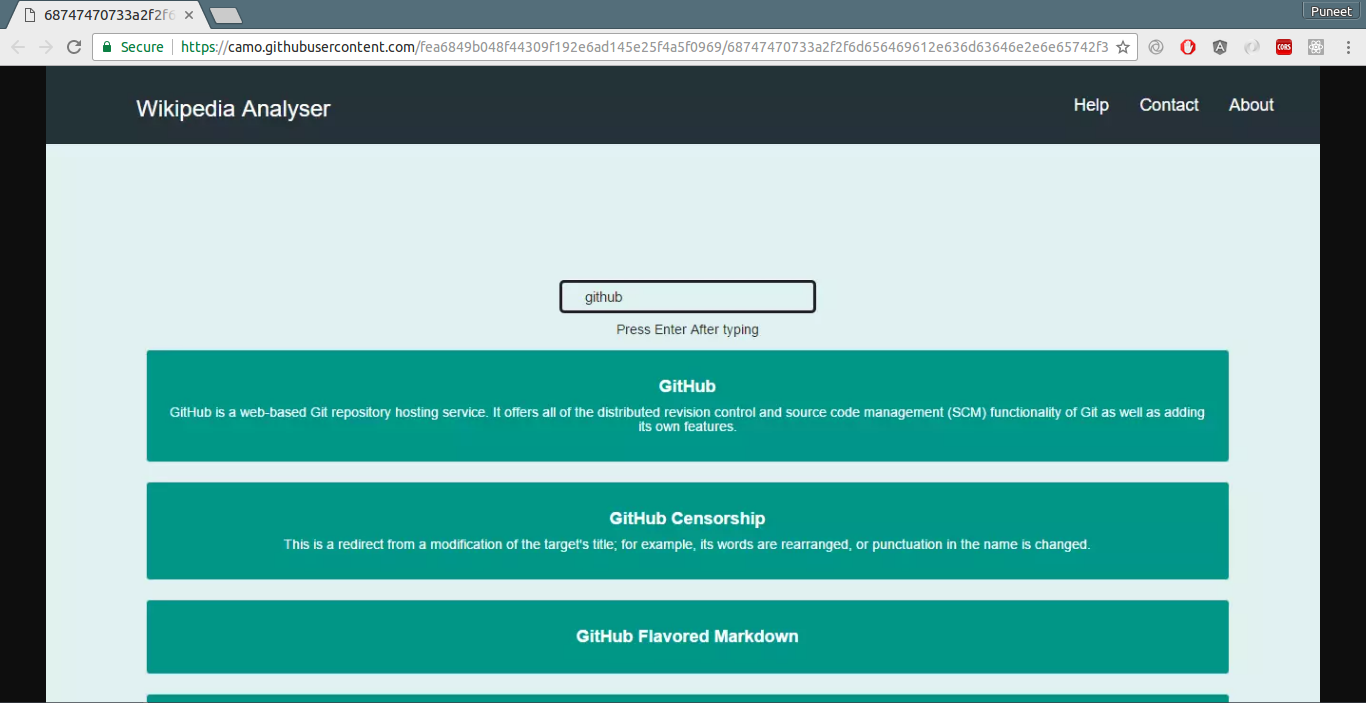 68747470733a2f2f6
Puneet
Secure
https://camo.githubusercontent.com/fea6849b048f44309f192e6ad145e25f4a5f0969/68747470733a2f2f6d656469612e636d63646e2e6e65742f3
CORS
Wikipedia Analyser
Help Contact About
github
Press Enter After typing
GitHub
GitHub is a web-based Git repository hosting service. It offers all of the distributed revision control and source code management (SCM) functionality of Git as well as adding
its own features.
GitHub Censorship
This is a redirect from a modification of the target's title; for example, its words are rearranged, or punctuation in the name is changed.
GitHub Flavored Markdown